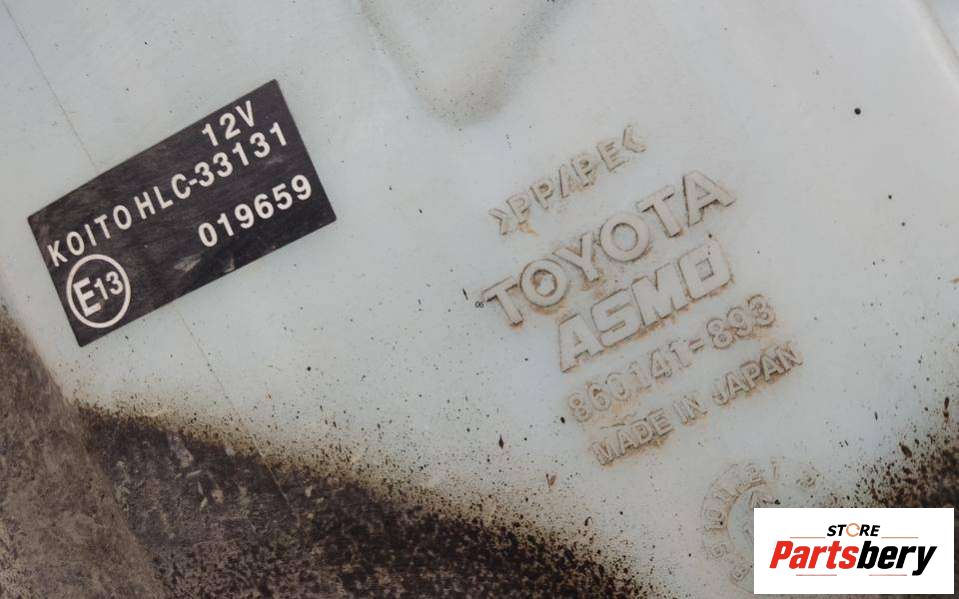 12V
KOITO HLC-33131
E13 019659
>PP/PE<
TOYOTA
ASMO
860141-893
MADE IN JAPAN
STORE
Partsbery